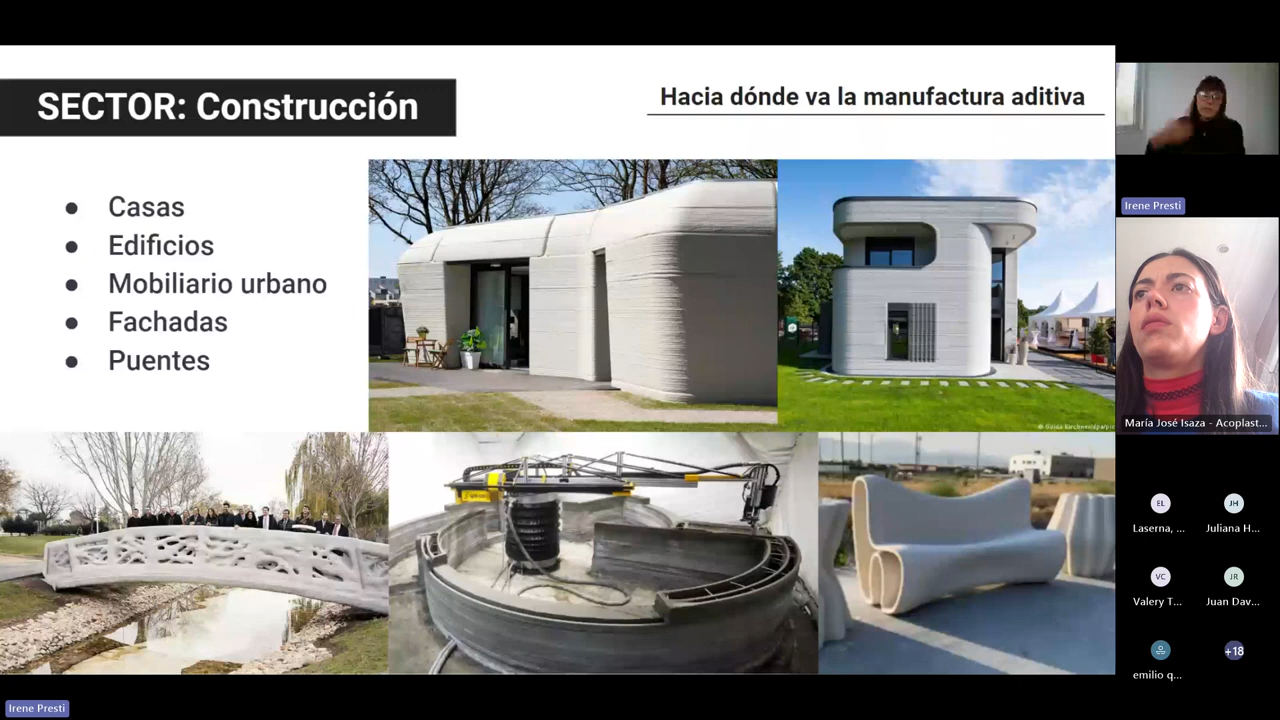 SECTOR: Construcción
Hacia dónde va la manufactura aditiva
Casas
Edificios
Mobiliario urbano
Fachadas
Puentes
Irene Presti
María José Isaza - Acoplast...
EL
JH
Laserna, ...
Juliana H...
VC
JR
Valery T...
Juan Dav...
emilio q...
+18
Irene Presti